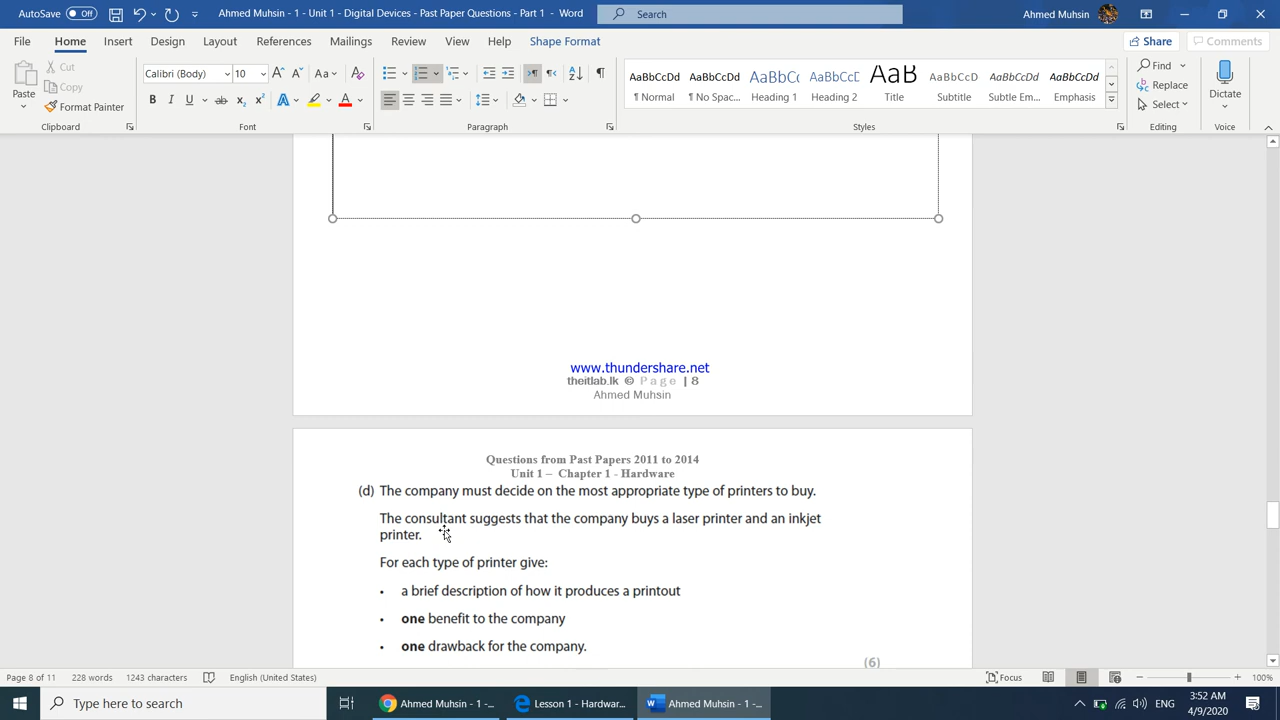 AutoSave Off
Ahmed Muhsin - 1 - Unit 1 - Digital Devices - Past Paper Questions - Part 1 - Word
Search
Ahmed Muhsin
File Home Insert Design Layout References Mailings Review View Help Shape Format
Share Comments
Paste
Cut
Copy
Format Painter
Clipboard
Calibri (Body) 10
Font
Paragraph
AaBbCcDd AaBbCcDd AaBbC AaBbCcE AaB AaBbCcD AaBbCcDd AaBbCcDd
¶ Normal ¶ No Spac... Heading 1 Heading 2 Title Subtitle Subtle Em... Emphasis
Styles
Find
Replace
Select
Editing
Dictate
Voice
www.thundershare.net
theitlab.lk © Page | 8
Ahmed Muhsin
Questions from Past Papers 2011 to 2014
Unit 1 – Chapter 1 - Hardware
(d) The company must decide on the most appropriate type of printers to buy.
The consultant suggests that the company buys a laser printer and an inkjet
printer.
For each type of printer give:
• a brief description of how it produces a printout
• one benefit to the company
• one drawback for the company.
(6)
Page 8 of 11 228 words 1243 characters English (United States) Focus 100%
Type here to search
Ahmed Muhsin - 1 -...
Lesson 1 - Hardwar...
Ahmed Muhsin - 1 -...
ENG
3:52 AM
4/9/2020